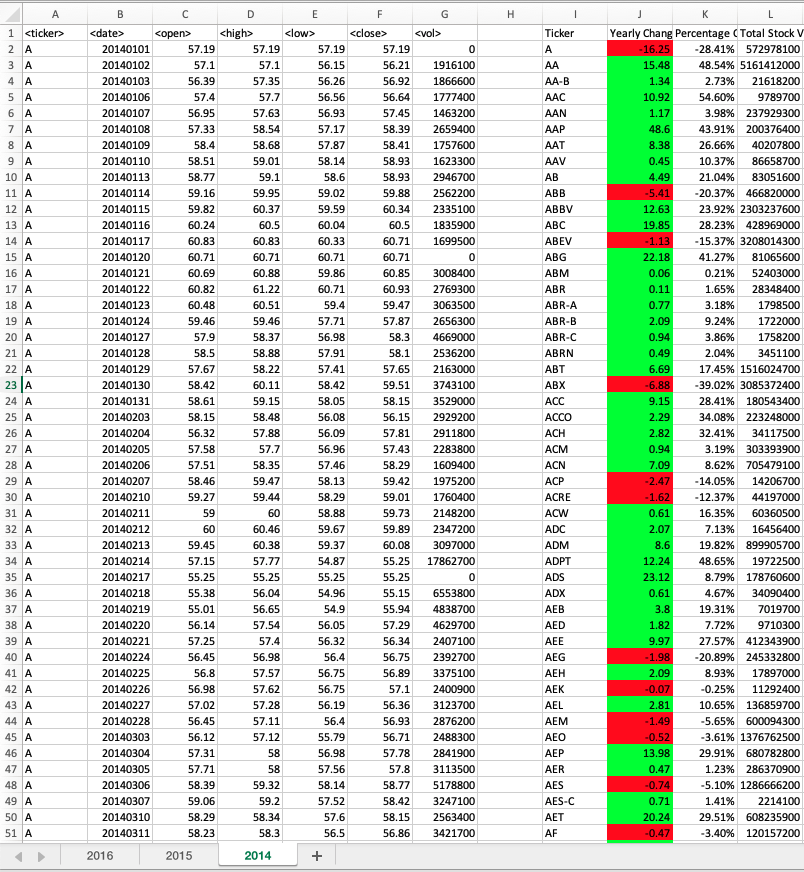 A B C D E F G H I J K L
1 <ticker> <date> <open> <high> <low> <close> <vol> Ticker Yearly Chang Percentage ( Total Stock V
2 A 20140101 57.19 57.19 57.19 57.19 0 A -16.25 -28.41% 572978100
3 A 20140102 57.1 57.1 56.15 56.21 1916100 AA 15.48 48.54% 5161412000
4 A 20140103 56.39 57.35 56.26 56.92 1866600 AA-B 1.34 2.73% 21618200
5 A 20140106 57.4 57.7 56.56 56.64 1777400 AAC 10.92 54.60% 9789700
6 A 20140107 56.95 57.63 56.93 57.45 1463200 AAN 1.17 3.98% 237929300
7 A 20140108 57.33 58.54 57.17 58.39 2659400 AAP 48.6 43.91% 200376400
8 A 20140109 58.4 58.68 57.87 58.41 1757600 AAT 8.38 26.66% 40207800
9 A 20140110 58.51 59.01 58.14 58.93 1623300 AAV 0.45 10.37% 86658700
10 A 20140113 58.77 59.1 58.6 58.93 2946700 AB 4.49 21.04% 83051600
11 A 20140114 59.16 59.95 59.02 59.88 2562200 ABB -5.41 -20.37% 466820000
12 A 20140115 59.82 60.37 59.59 60.34 2335100 ABBV 12.63 23.92% 2303237600
13 A 20140116 60.24 60.5 60.04 60.5 1835900 ABC 19.85 28.23% 428969000
14 A 20140117 60.83 60.83 60.33 60.71 1699500 ABEV -1.13 -15.37% 3208014300
15 A 20140120 60.71 60.71 60.71 60.71 0 ABG 22.18 41.27% 81065600
16 A 20140121 60.69 60.88 59.86 60.85 3008400 ABM 0.06 0.21% 52403000
17 A 20140122 60.82 61.22 60.71 60.93 2769300 ABR 0.11 1.65% 28348400
18 A 20140123 60.48 60.51 59.4 59.47 3063500 ABR-A 0.77 3.18% 1798500
19 A 20140124 59.46 59.46 57.71 57.87 2656300 ABR-B 2.09 9.24% 1722000
20 A 20140127 57.9 58.37 56.98 58.3 4669000 ABR-C 0.94 3.86% 1758200
21 A 20140128 58.5 58.88 57.91 58.1 2536200 ABRN 0.49 2.04% 3451100
22 A 20140129 57.67 58.22 57.41 57.65 2163000 ABT 6.69 17.45% 1516024700
23 A 20140130 58.42 60.11 58.42 59.51 3743100 ABX -6.88 -39.02% 3085372400
24 A 20140131 58.61 59.15 58.05 58.15 3529000 ACC 9.15 28.41% 180543400
25 A 20140203 58.15 58.48 56.08 56.15 2929200 ACCO 2.29 34.08% 223248000
26 A 20140204 56.32 57.88 56.09 57.81 2911800 ACH 2.82 32.41% 34117500
27 A 20140205 57.58 57.7 56.96 57.43 2283800 ACM 0.94 3.19% 303393900
28 A 20140206 57.51 58.35 57.46 58.29 1609400 ACN 7.09 8.62% 705479100
29 A 20140207 58.46 59.47 58.13 59.42 1975200 ACP -2.47 -14.05% 14206700
30 A 20140210 59.27 59.44 58.29 59.01 1760400 ACRE -1.62 -12.37% 44197000
31 A 20140211 59 60 58.88 59.73 2148200 ACW 0.61 16.35% 60360500
32 A 20140212 60 60.46 59.67 59.89 2347200 ADC 2.07 7.13% 16456400
33 A 20140213 59.45 60.38 59.37 60.08 3097000 ADM 8.6 19.82% 899905700
34 A 20140214 57.15 57.77 54.87 55.25 17862700 ADPT 12.24 48.65% 19722500
35 A 20140217 55.25 55.25 55.25 55.25 0 ADS 23.12 8.79% 178760600
36 A 20140218 55.38 56.04 54.96 55.15 6553800 ADX 0.61 4.67% 34090400
37 A 20140219 55.01 56.65 54.9 55.94 4838700 AEB 3.8 19.31% 7019700
38 A 20140220 56.14 57.54 56.05 57.29 4629700 AED 1.82 7.72% 9710300
39 A 20140221 57.25 57.4 56.32 56.34 2407100 AEE 9.97 27.57% 412343900
40 A 20140224 56.45 56.98 56.4 56.75 2392700 AEG -1.98 -20.89% 245332800
41 A 20140225 56.8 57.57 56.75 56.89 3375100 AEH 2.09 8.93% 17897000
42 A 20140226 56.98 57.62 56.75 57.1 2400900 AEK -0.07 -0.25% 11292400
43 A 20140227 57.02 57.28 56.19 56.36 3123700 AEL 2.81 10.65% 136859700
44 A 20140228 56.45 57.11 56.4 56.93 2876200 AEM -1.49 -5.65% 600094300
45 A 20140303 56.12 57.12 55.79 56.71 2488300 AEO -0.52 -3.61% 1376762500
46 A 20140304 57.31 58 56.98 57.78 2841900 AEP 13.98 29.91% 680782800
47 A 20140305 57.71 58 57.56 57.8 3113500 AER 0.47 1.23% 286370900
48 A 20140306 58.39 59.32 58.14 58.77 5178800 AES -0.74 -5.10% 1286666200
49 A 20140307 59.06 59.2 57.52 58.42 3247100 AES-C 0.71 1.41% 2214100
50 A 20140310 58.29 58.34 57.6 58.15 2563400 AET 20.24 29.51% 608235900
51 A 20140311 58.23 58.3 56.5 56.86 3421700 AF -0.47 -3.40% 120157200
2016 2015 2014 +